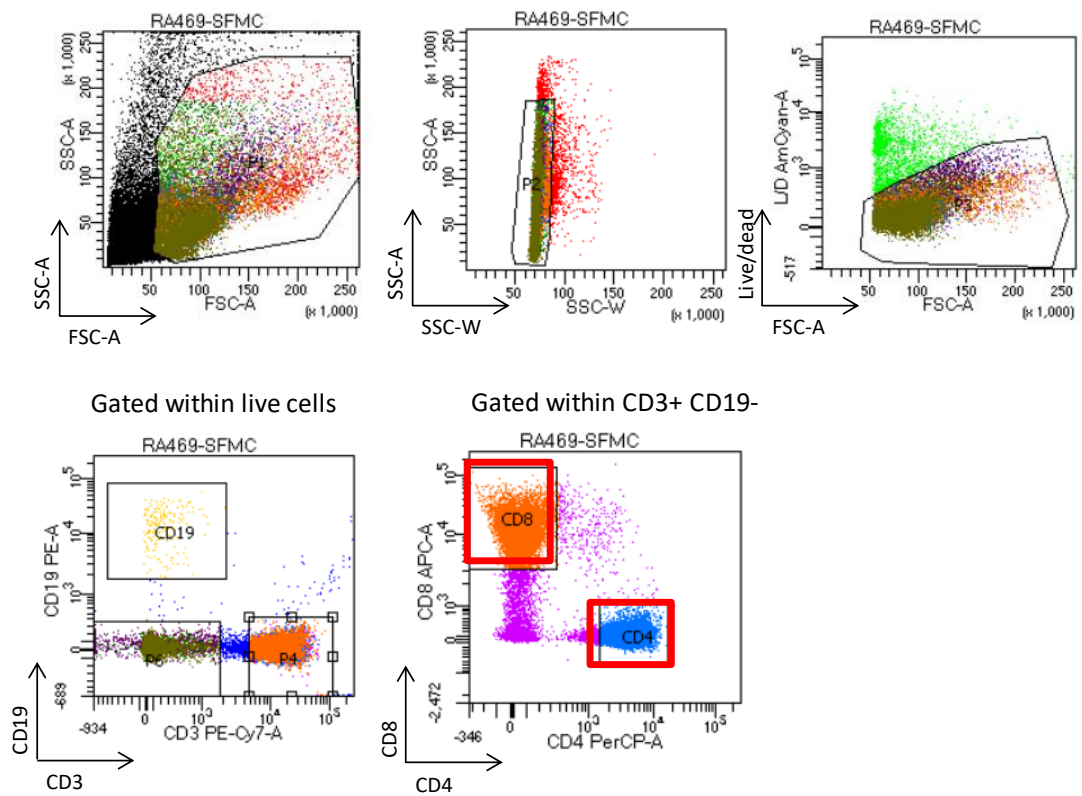 RA469-SFMC
(x 1,000)
SSC-A
250
200
150
100
50
P1
50 100 150 200 250
FSC-A
(x 1,000)
SSC-A
FSC-A
RA469-SFMC
(x 1,000)
SSC-A
250
200
150
100
50
P2
50 100 150 200 250
SSC-W
(x 1,000)
SSC-A
SSC-W
RA469-SFMC
L/D AmCyan-A
10^5
10^4
10^3
0
-517
P3
50 100 150 200 250
FSC-A
(x 1,000)
Live/dead
FSC-A
Gated within live cells
RA469-SFMC
CD19 PE-A
10^5
10^4
10^3
0
-689
CD19
P6
P4
-934 0 10^3 10^4 10^5
CD3 PE-Cy7-A
CD19
CD3
Gated within CD3+ CD19-
RA469-SFMC
CD8 APC-A
10^5
10^4
10^3
0
-2,472
CD8
CD4
-346 0 10^3 10^4 10^5
CD4 PerCP-A
CD8
CD4